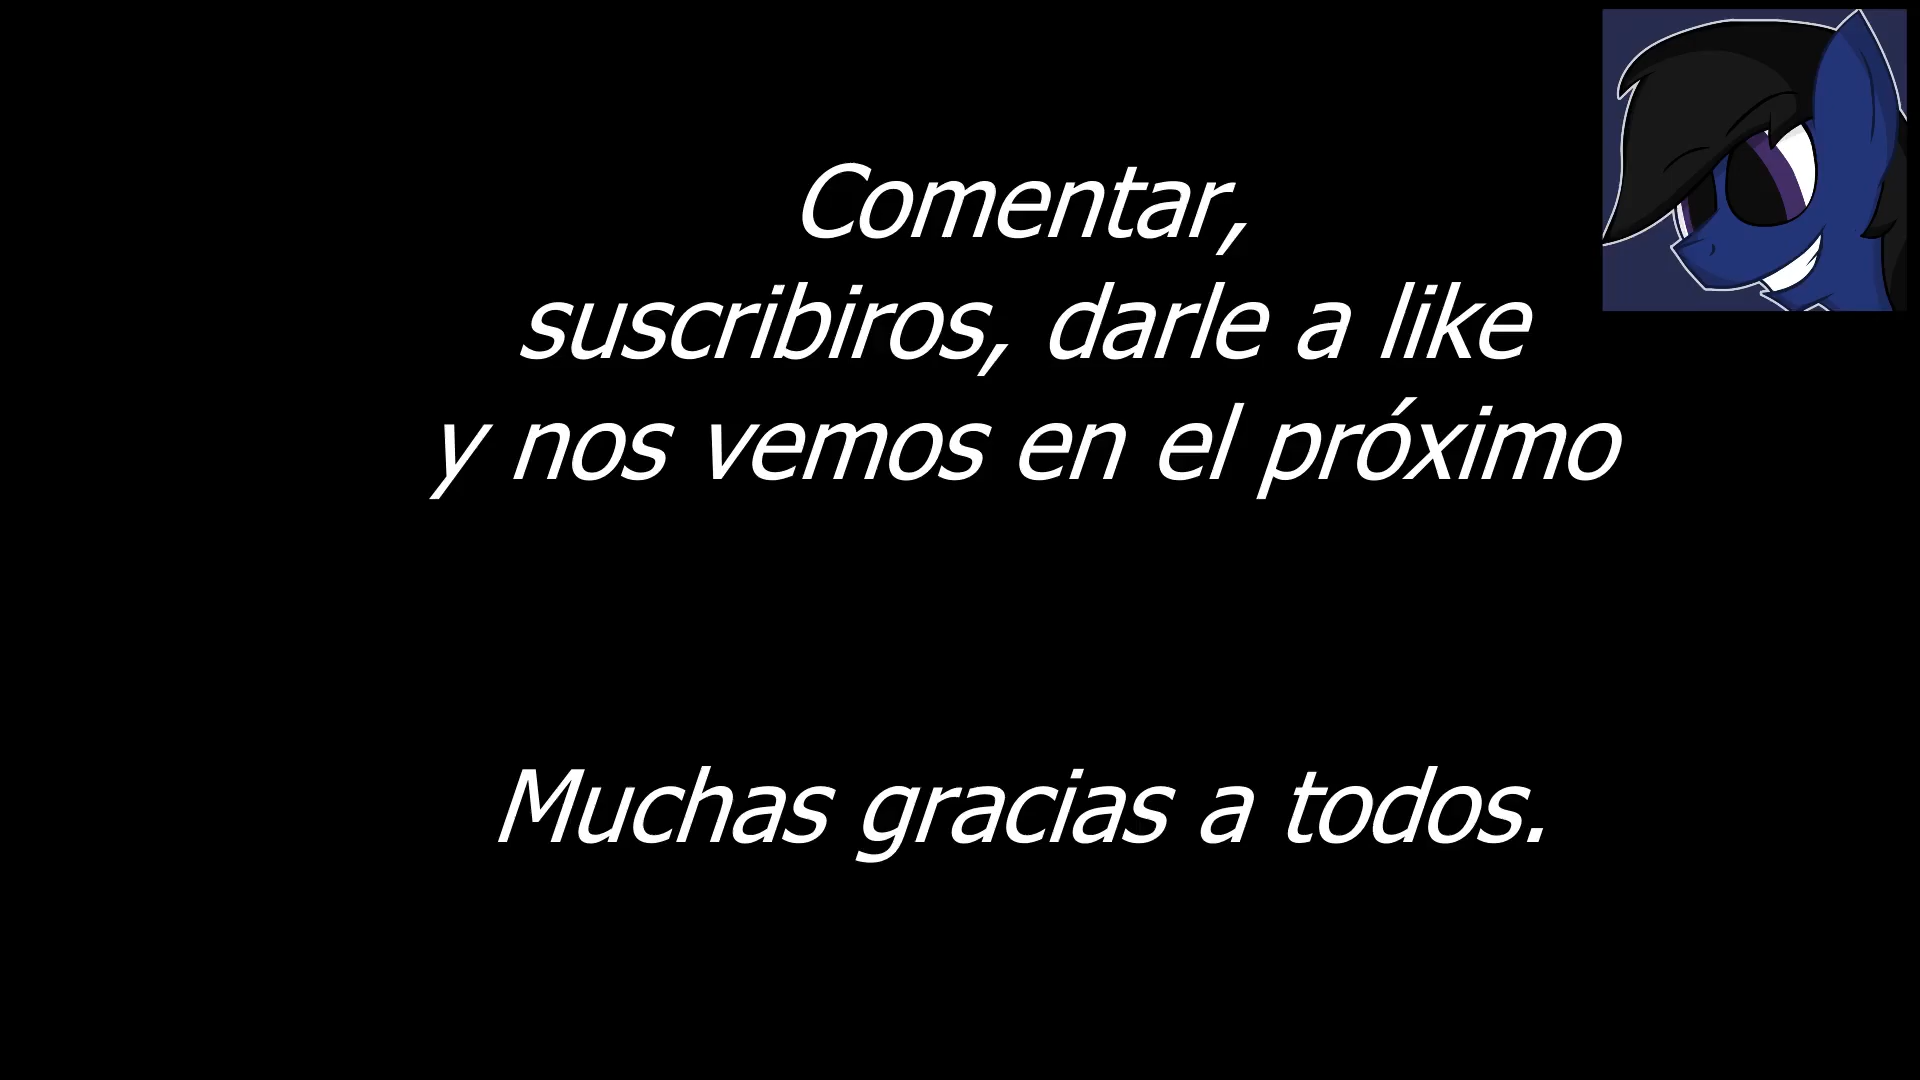 Comentar,
suscribiros, darle a like
y nos vemos en el próximo
Muchas gracias a todos.